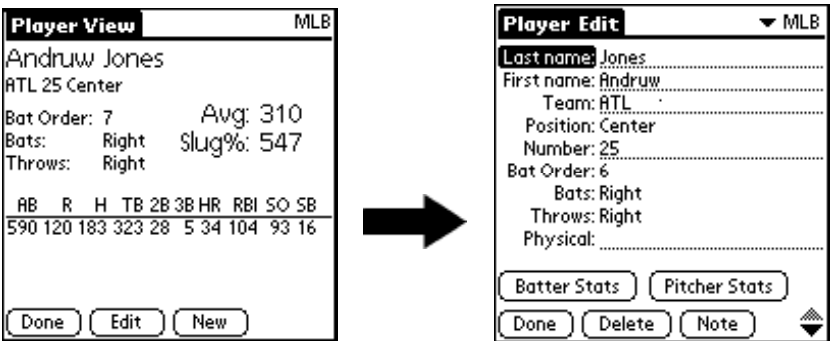 Player View MLB
Andruw Jones
ATL 25 Center
Bat Order: 7 Avg: 310
Bats: Right Slug%: 547
Throws: Right
AB R H TB 2B 3B HR RBI SO SB
590 120 183 323 28 5 34 104 93 16
Done Edit New
Player Edit MLB
Last name: Jones
First name: Andruw
Team: ATL
Position: Center
Number: 25
Bat Order: 6
Bats: Right
Throws: Right
Physical:
Batter Stats Pitcher Stats
Done Delete Note